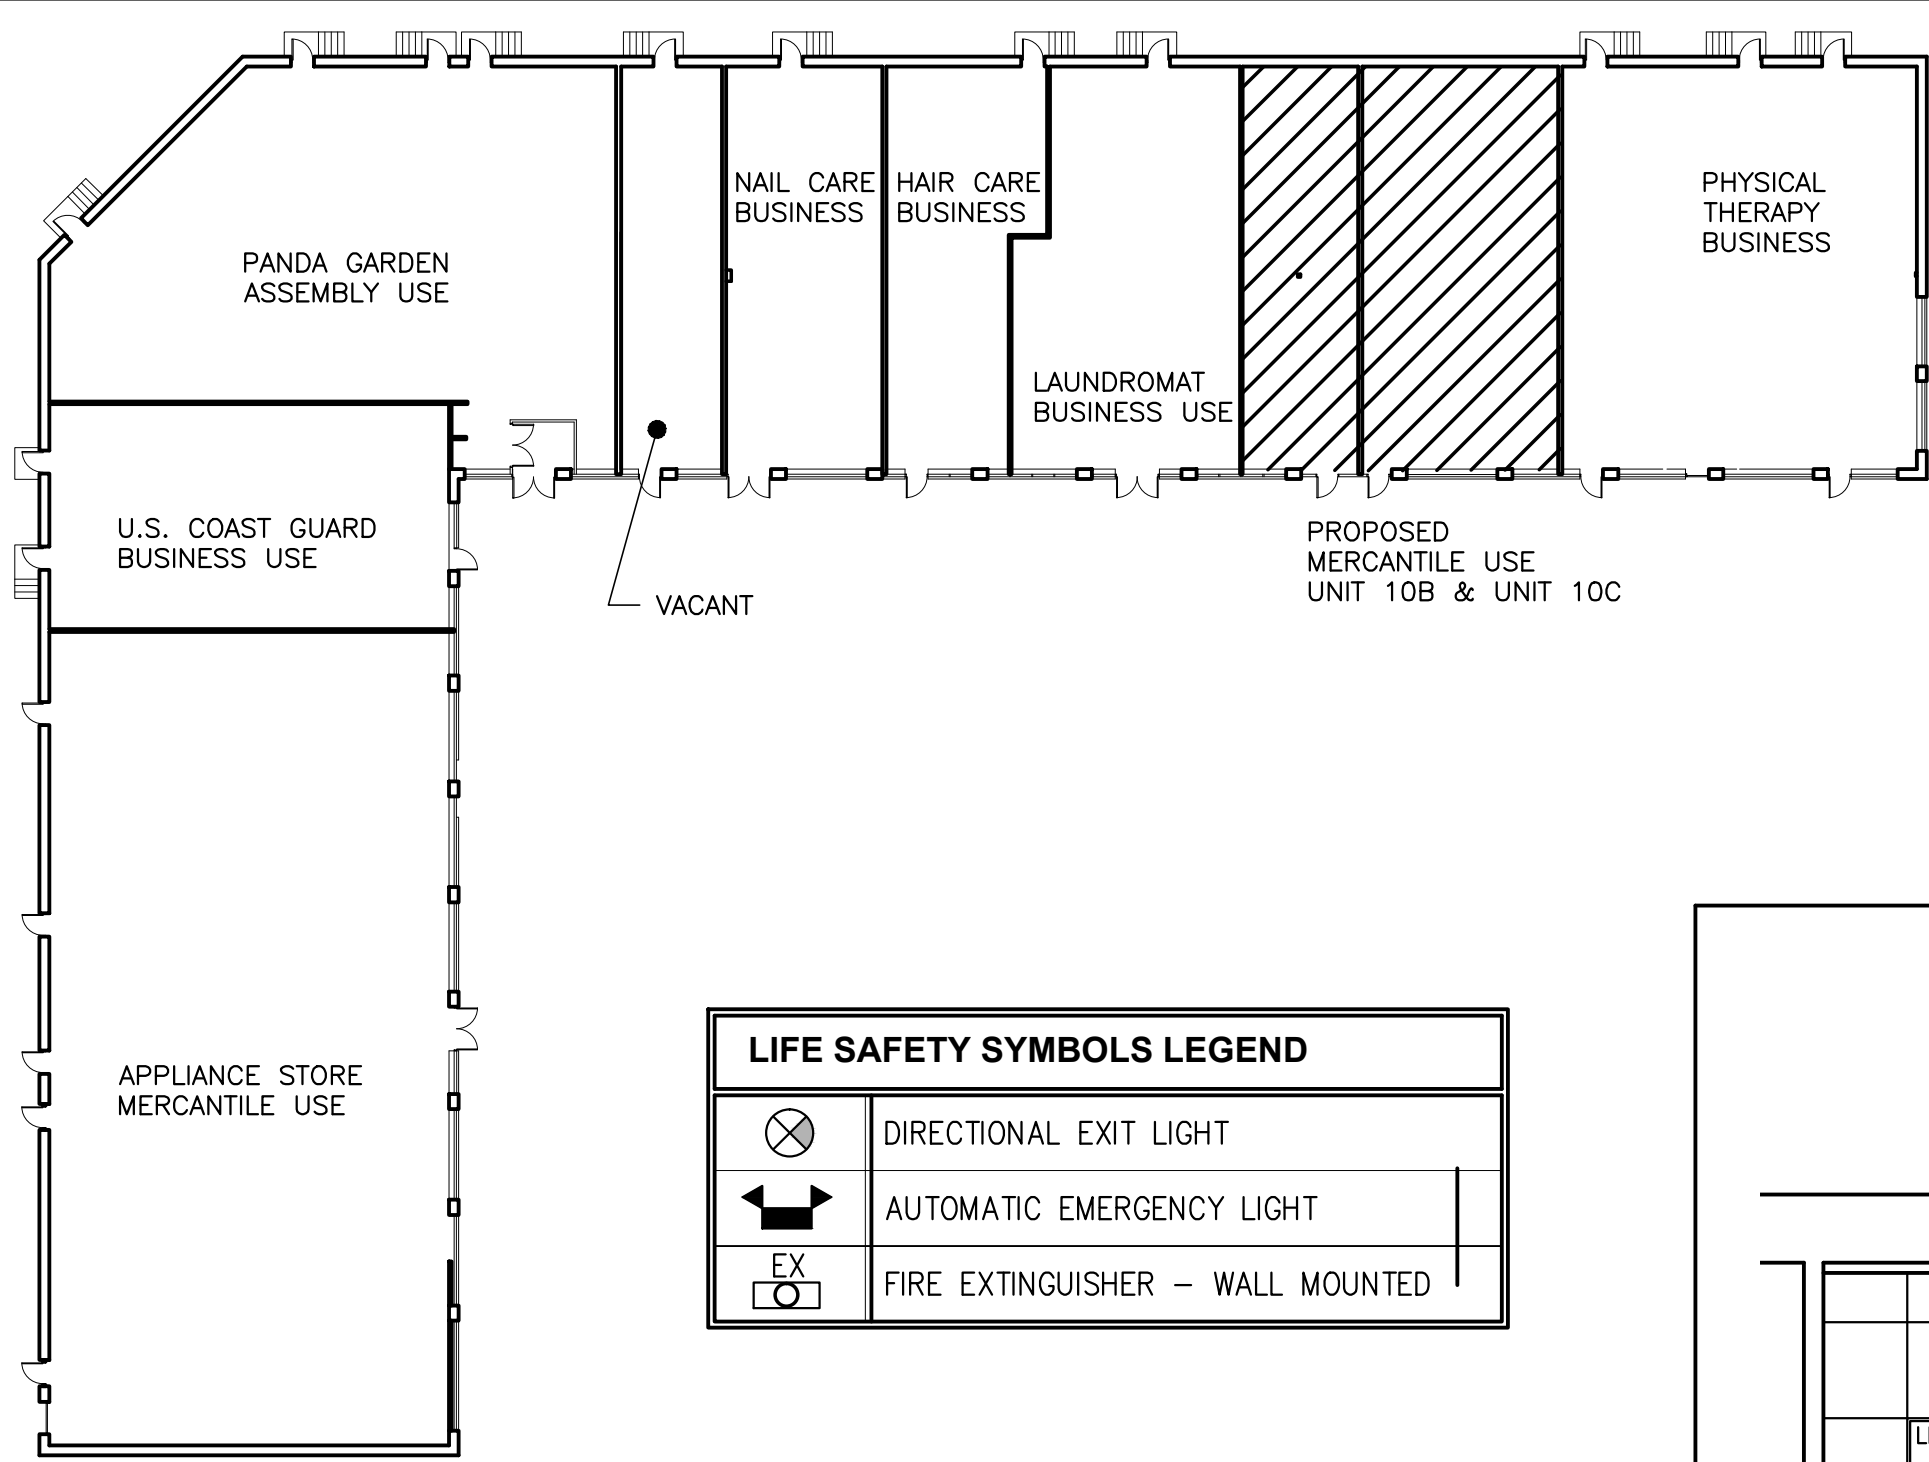 NAIL CARE
BUSINESS
HAIR CARE
BUSINESS
PHYSICAL
THERAPY
BUSINESS
PANDA GARDEN
ASSEMBLY USE
LAUNDROMAT
BUSINESS USE
U.S. COAST GUARD
BUSINESS USE
VACANT
PROPOSED
MERCANTILE USE
UNIT 10B & UNIT 10C
APPLIANCE STORE
MERCANTILE USE
LIFE SAFETY SYMBOLS LEGEND
DIRECTIONAL EXIT LIGHT
AUTOMATIC EMERGENCY LIGHT
EX
FIRE EXTINGUISHER – WALL MOUNTED